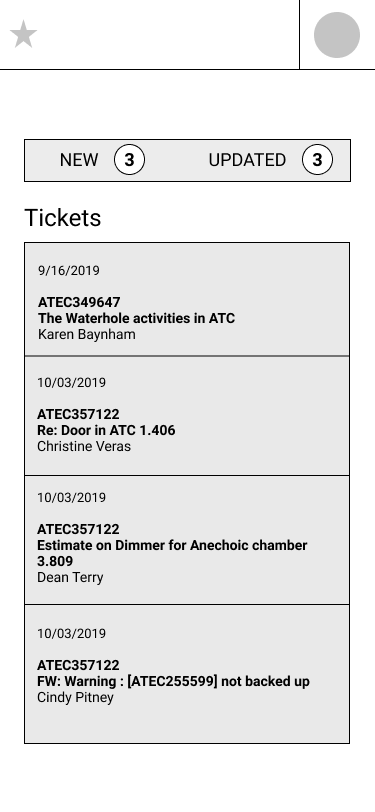 NEW 3 UPDATED 3
Tickets
9/16/2019
ATEC349647
The Waterhole activities in ATC
Karen Baynham
10/03/2019
ATEC357122
Re: Door in ATC 1.406
Christine Veras
10/03/2019
ATEC357122
Estimate on Dimmer for Anechoic chamber
3.809
Dean Terry
10/03/2019
ATEC357122
FW: Warning : [ATEC255599] not backed up
Cindy Pitney